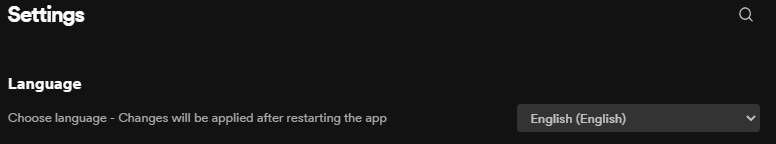 Settings
Language
Choose language - Changes will be applied after restarting the app
English (English)